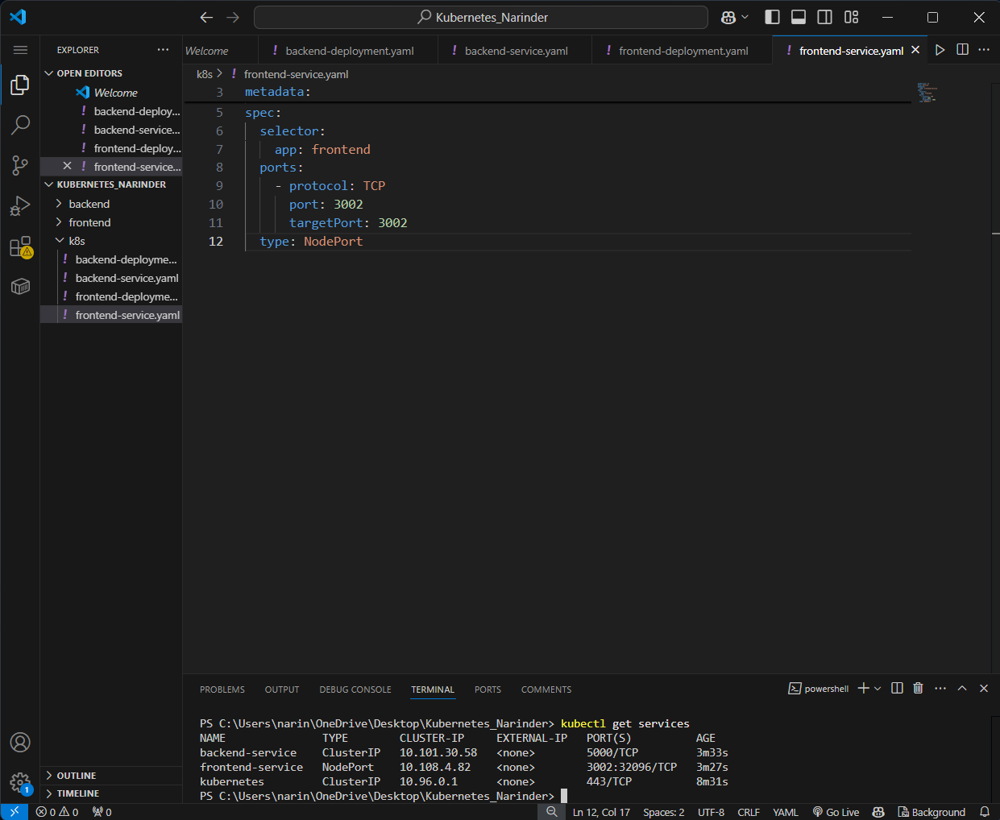 Kubernetes_Narinder
EXPLORER
Welcome
backend-deployment.yaml
backend-service.yaml
frontend-deployment.yaml
frontend-service.yaml
OPEN EDITORS
Welcome
backend-deploy...
backend-service...
frontend-deploy...
frontend-service...
KUBERNETES_NARINDER
backend
frontend
k8s
backend-deployme...
backend-service.yaml
frontend-deployme...
frontend-service.yaml
k8s > frontend-service.yaml
3 metadata:
5 spec:
6 selector:
7 app: frontend
8 ports:
9 - protocol: TCP
10 port: 3002
11 targetPort: 3002
12 type: NodePort
PROBLEMS OUTPUT DEBUG CONSOLE TERMINAL PORTS COMMENTS
powershell
PS C:\Users\narin\OneDrive\Desktop\Kubernetes_Narinder> kubectl get services
NAME TYPE CLUSTER-IP EXTERNAL-IP PORT(S) AGE
backend-service ClusterIP 10.101.30.58 <none> 5000/TCP 3m33s
frontend-service NodePort 10.108.4.82 <none> 3002:32096/TCP 3m27s
kubernetes ClusterIP 10.96.0.1 <none> 443/TCP 8m31s
PS C:\Users\narin\OneDrive\Desktop\Kubernetes_Narinder>
OUTLINE
TIMELINE
1
0 0 0
Ln 12, Col 17 Spaces: 2 UTF-8 CRLF YAML Go Live Background